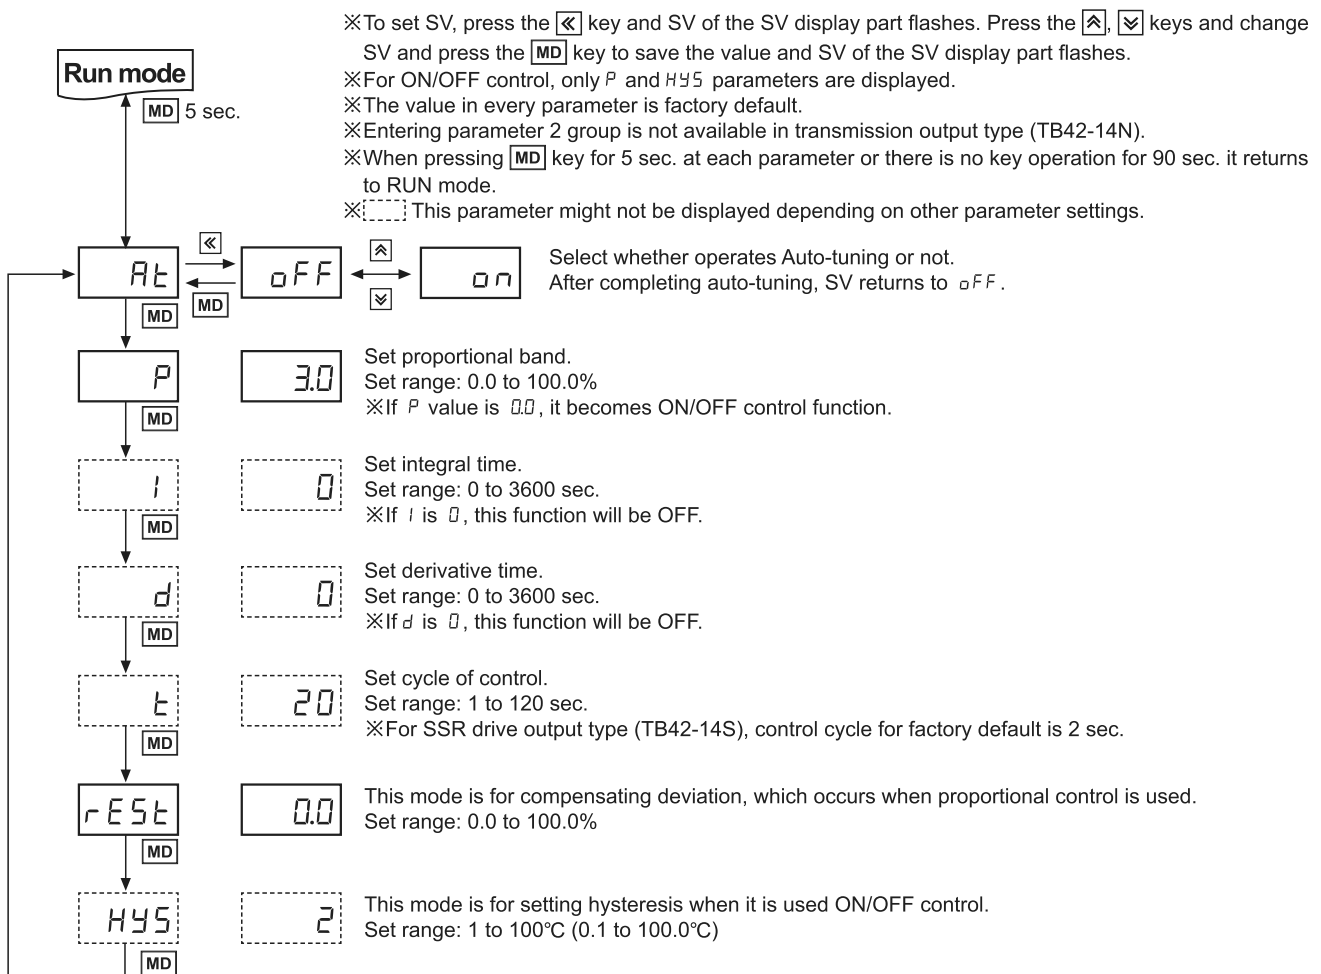 ※To set SV, press the « key and SV of the SV display part flashes. Press the ︽, ︾ keys and change
SV and press the MD key to save the value and SV of the SV display part flashes.
Run mode
※For ON/OFF control, only P and HYS parameters are displayed.
※The value in every parameter is factory default.
MD 5 sec.
※Entering parameter 2 group is not available in transmission output type (TB42-14N).
※When pressing MD key for 5 sec. at each parameter or there is no key operation for 90 sec. it returns
to RUN mode.
※ This parameter might not be displayed depending on other parameter settings.
« ︽
At oFF on
MD ︾
Select whether operates Auto-tuning or not.
After completing auto-tuning, SV returns to oFF.
MD
P 3.0
Set proportional band.
Set range: 0.0 to 100.0%
※If P value is 0.0, it becomes ON/OFF control function.
MD
I 0
Set integral time.
Set range: 0 to 3600 sec.
※If I is 0, this function will be OFF.
MD
d 0
Set derivative time.
Set range: 0 to 3600 sec.
※If d is 0, this function will be OFF.
MD
t 20
Set cycle of control.
Set range: 1 to 120 sec.
※For SSR drive output type (TB42-14S), control cycle for factory default is 2 sec.
MD
rESt 0.0
This mode is for compensating deviation, which occurs when proportional control is used.
Set range: 0.0 to 100.0%
MD
HYS 2
This mode is for setting hysteresis when it is used ON/OFF control.
Set range: 1 to 100℃ (0.1 to 100.0℃)
MD